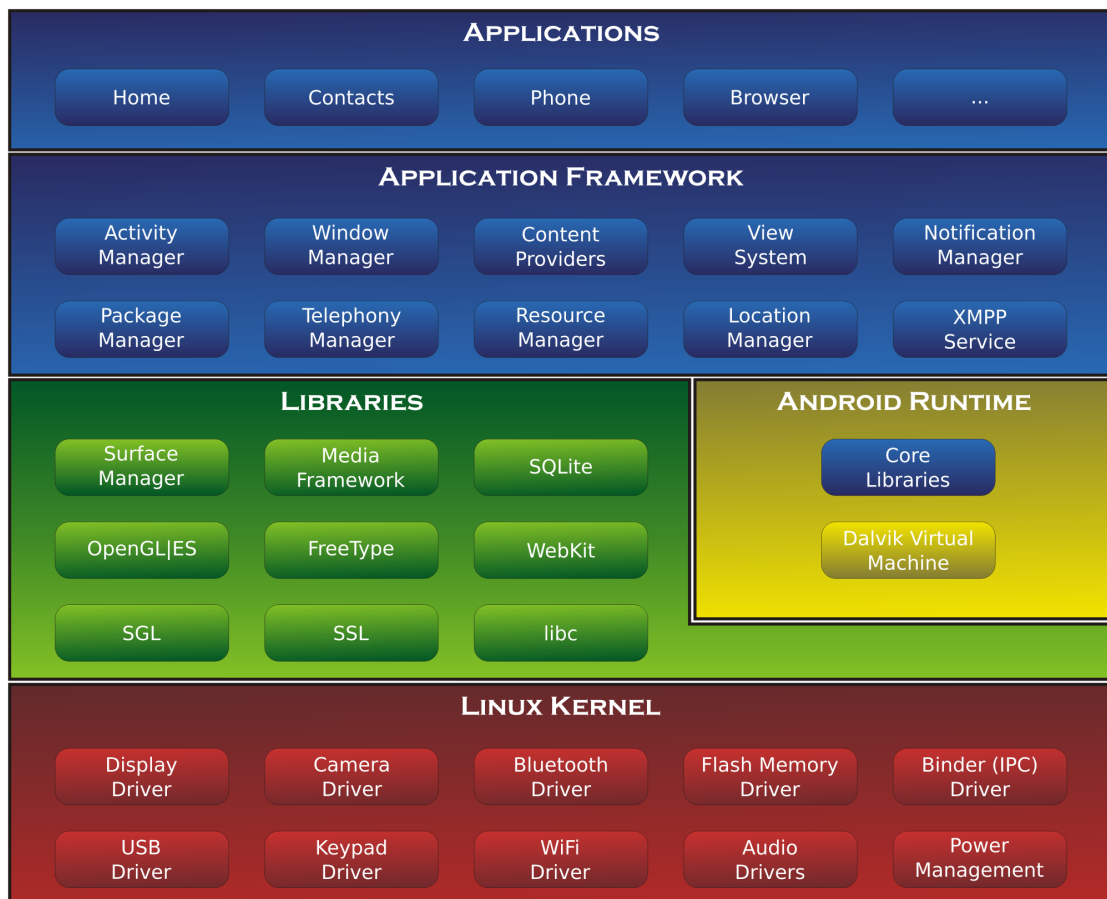 APPLICATIONS
Home
Contacts
Phone
Browser
...
APPLICATION FRAMEWORK
Activity
Manager
Window
Manager
Content
Providers
View
System
Notification
Manager
Package
Manager
Telephony
Manager
Resource
Manager
Location
Manager
XMPP
Service
LIBRARIES
Surface
Manager
Media
Framework
SQLite
OpenGL|ES
FreeType
WebKit
SGL
SSL
libc
ANDROID RUNTIME
Core
Libraries
Dalvik Virtual
Machine
LINUX KERNEL
Display
Driver
Camera
Driver
Bluetooth
Driver
Flash Memory
Driver
Binder (IPC)
Driver
USB
Driver
Keypad
Driver
WiFi
Driver
Audio
Drivers
Power
Management